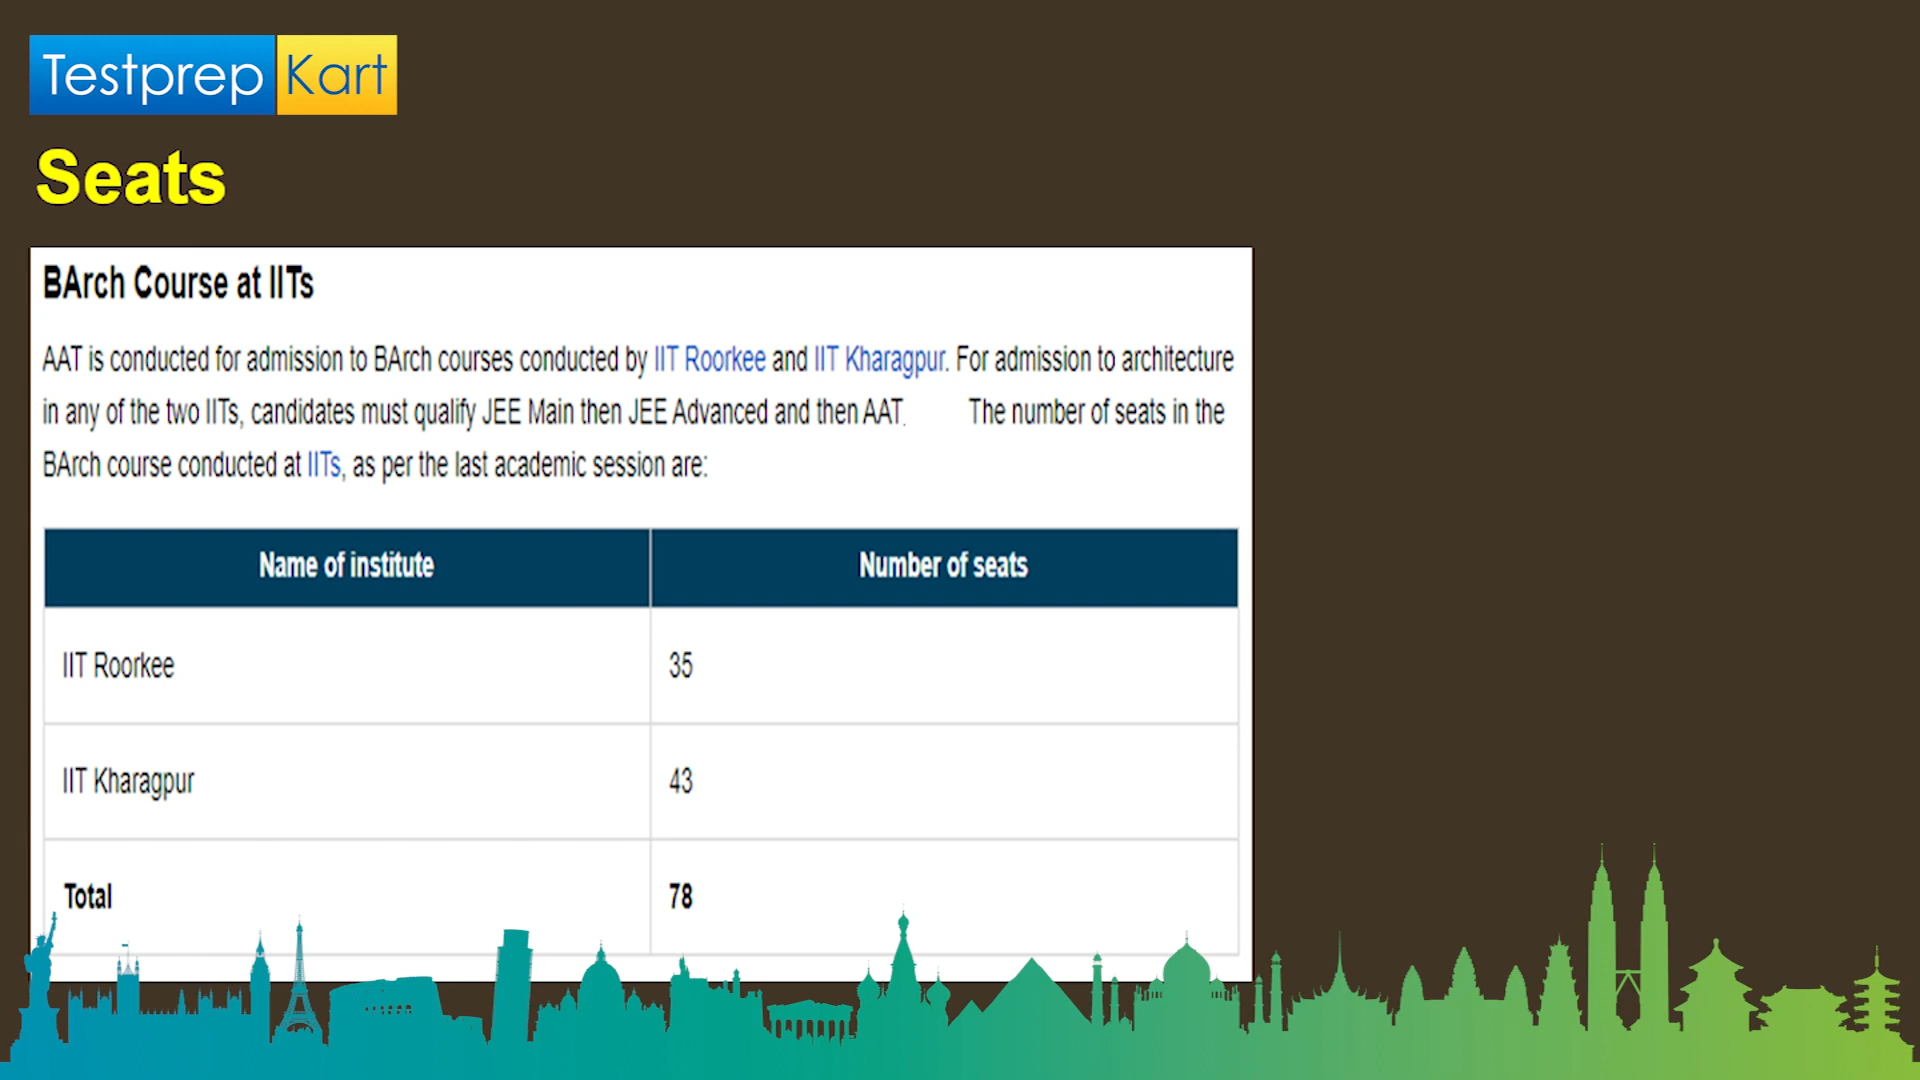 Testprep Kart
Seats
BArch Course at IITs
AAT is conducted for admission to BArch courses conducted by IIT Roorkee and IIT Kharagpur. For admission to architecture
in any of the two IITs, candidates must qualify JEE Main then JEE Advanced and then AAT. The number of seats in the
BArch course conducted at IITs, as per the last academic session are:
Name of institute Number of seats
IIT Roorkee 35
IIT Kharagpur 43
Total 78